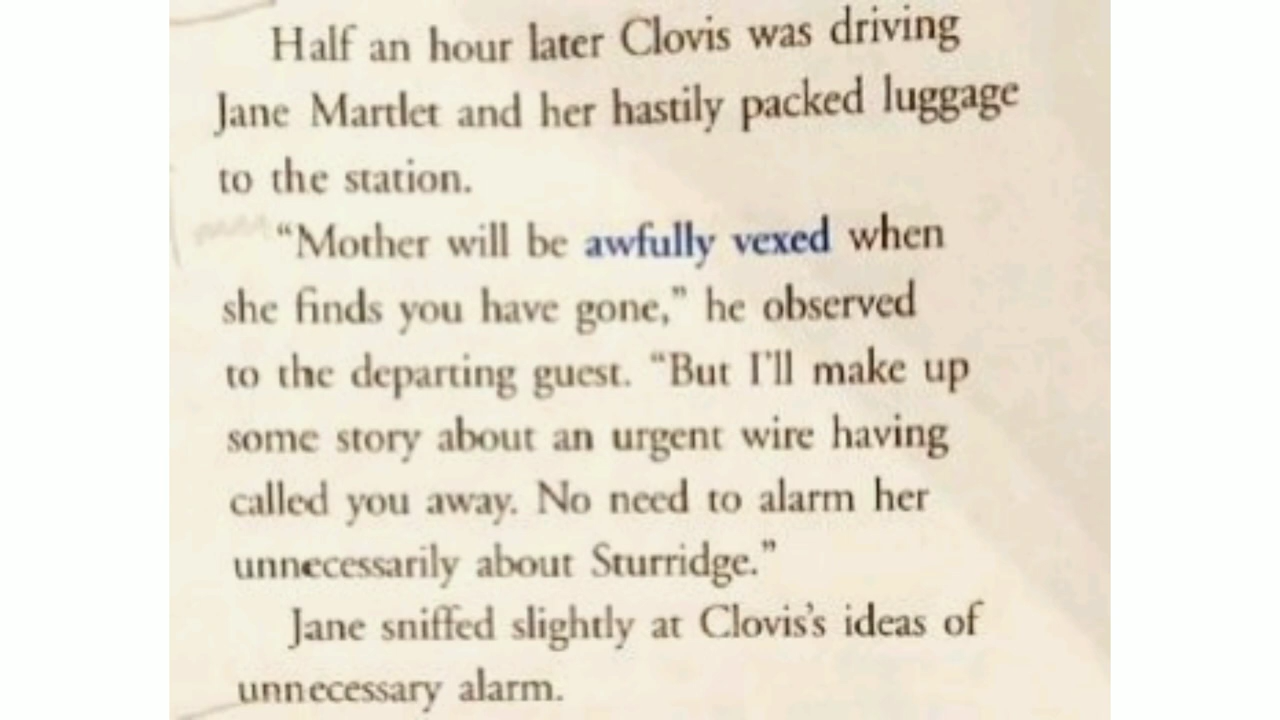 Half an hour later Clovis was driving
Jane Martlet and her hastily packed luggage
to the station.
“Mother will be awfully vexed when
she finds you have gone,” he observed
to the departing guest. “But I’ll make up
some story about an urgent wire having
called you away. No need to alarm her
unnecessarily about Sturridge.”
Jane sniffed slightly at Clovis’s ideas of
unnecessary alarm.